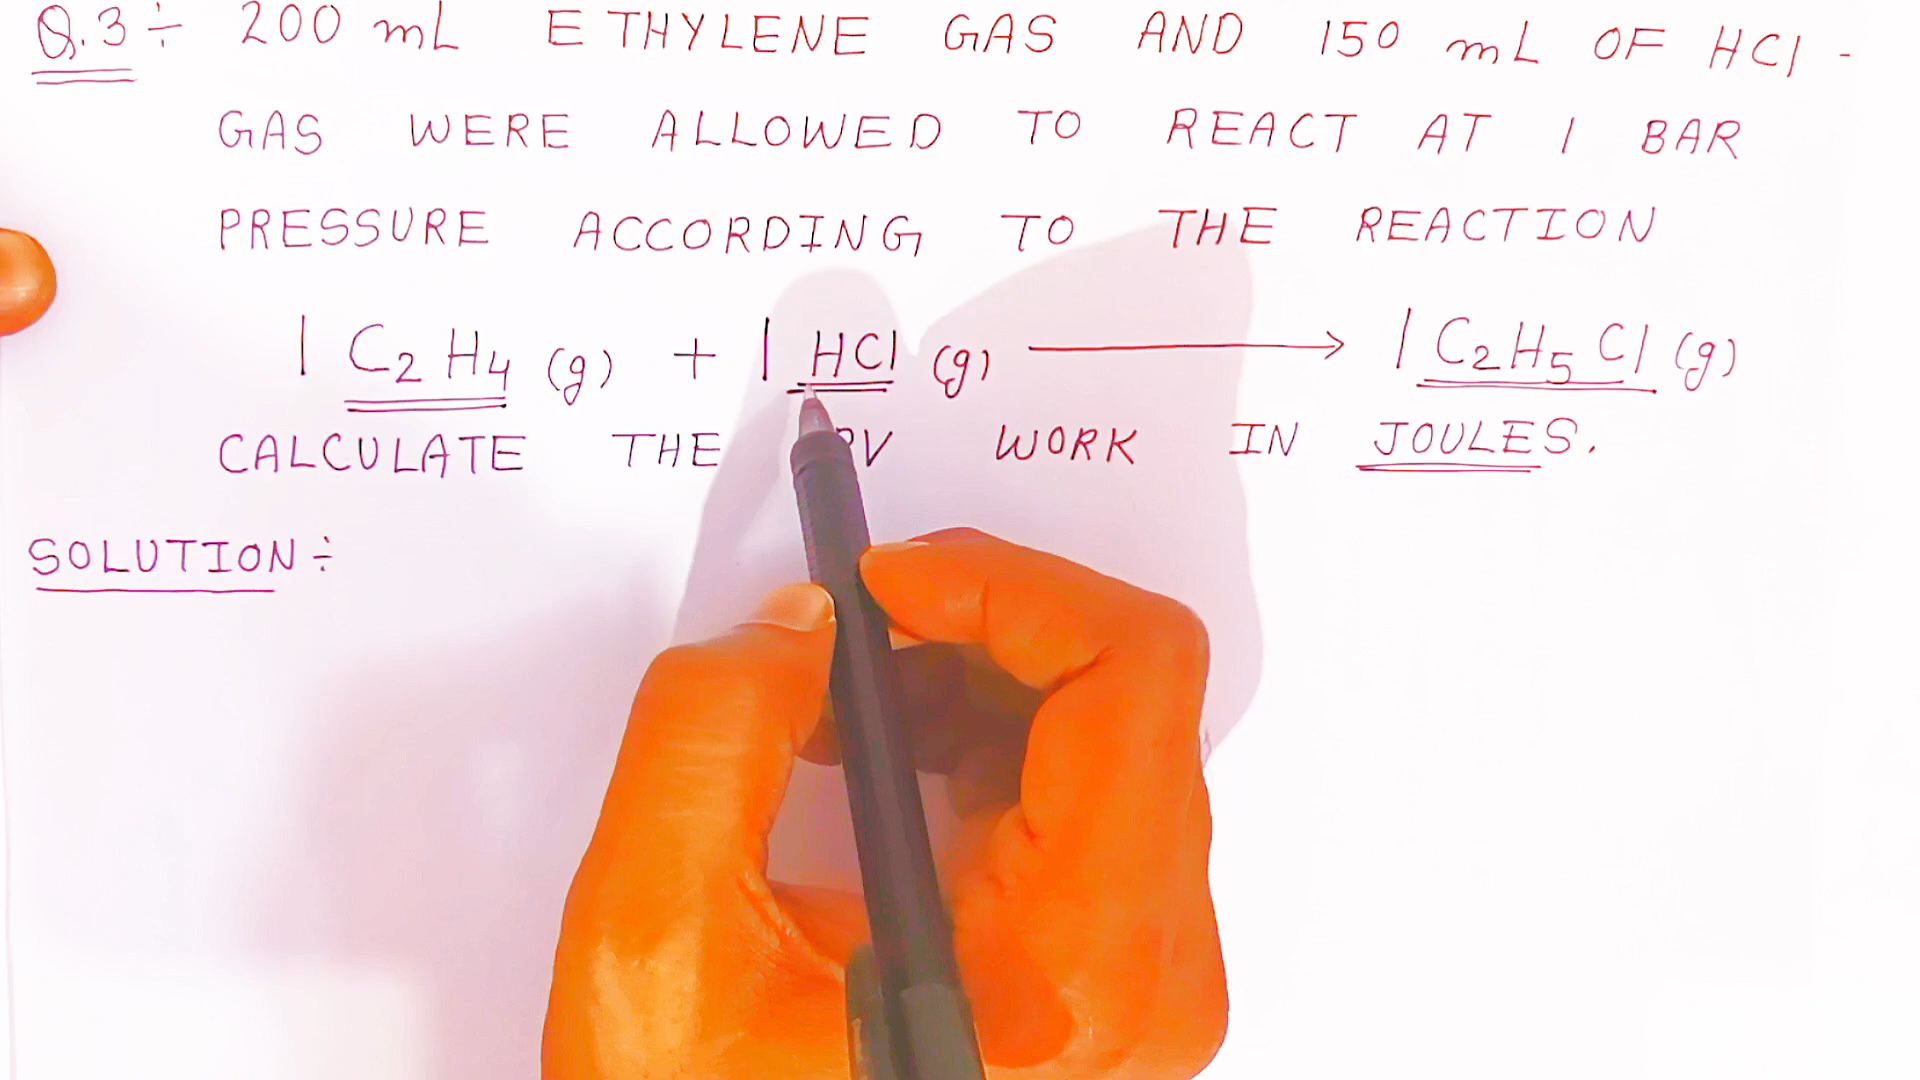 Q.3÷ 200 mL ETHYLENE GAS AND 150 mL OF HCl -
GAS WERE ALLOWED TO REACT AT 1 BAR
PRESSURE ACCORDING TO THE REACTION
1 C2H4 (g) + 1 HCl (g) ⟶ 1 C2H5Cl (g)
CALCULATE THE PV WORK IN JOULES.
SOLUTION÷